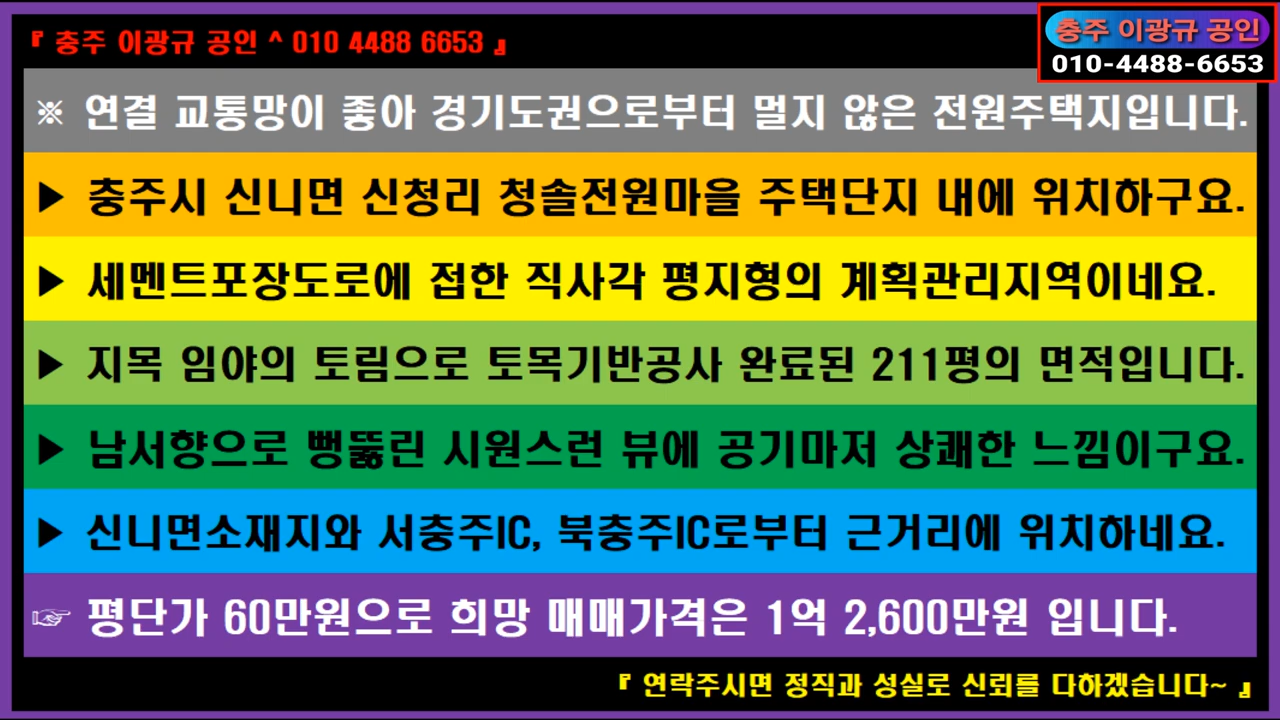 『 충주 이광규 공인 ^ 010 4488 6653 』
충주 이광규 공인
010-4488-6653
※ 연결 교통망이 좋아 경기도권으로부터 멀지 않은 전원주택지입니다.
▶ 충주시 신니면 신청리 청솔전원마을 주택단지 내에 위치하구요.
▶ 세멘트포장도로에 접한 직사각 평지형의 계획관리지역이네요.
▶ 지목 임야의 토림으로 토목기반공사 완료된 211평의 면적입니다.
▶ 남서향으로 뻥뚫린 시원스런 뷰에 공기마저 상쾌한 느낌이구요.
▶ 신니면소재지와 서충주IC, 북충주IC로부터 근거리에 위치하네요.
☞ 평단가 60만원으로 희망 매매가격은 1억 2,600만원 입니다.
『 연락주시면 정직과 성실로 신뢰를 다하겠습니다~ 』